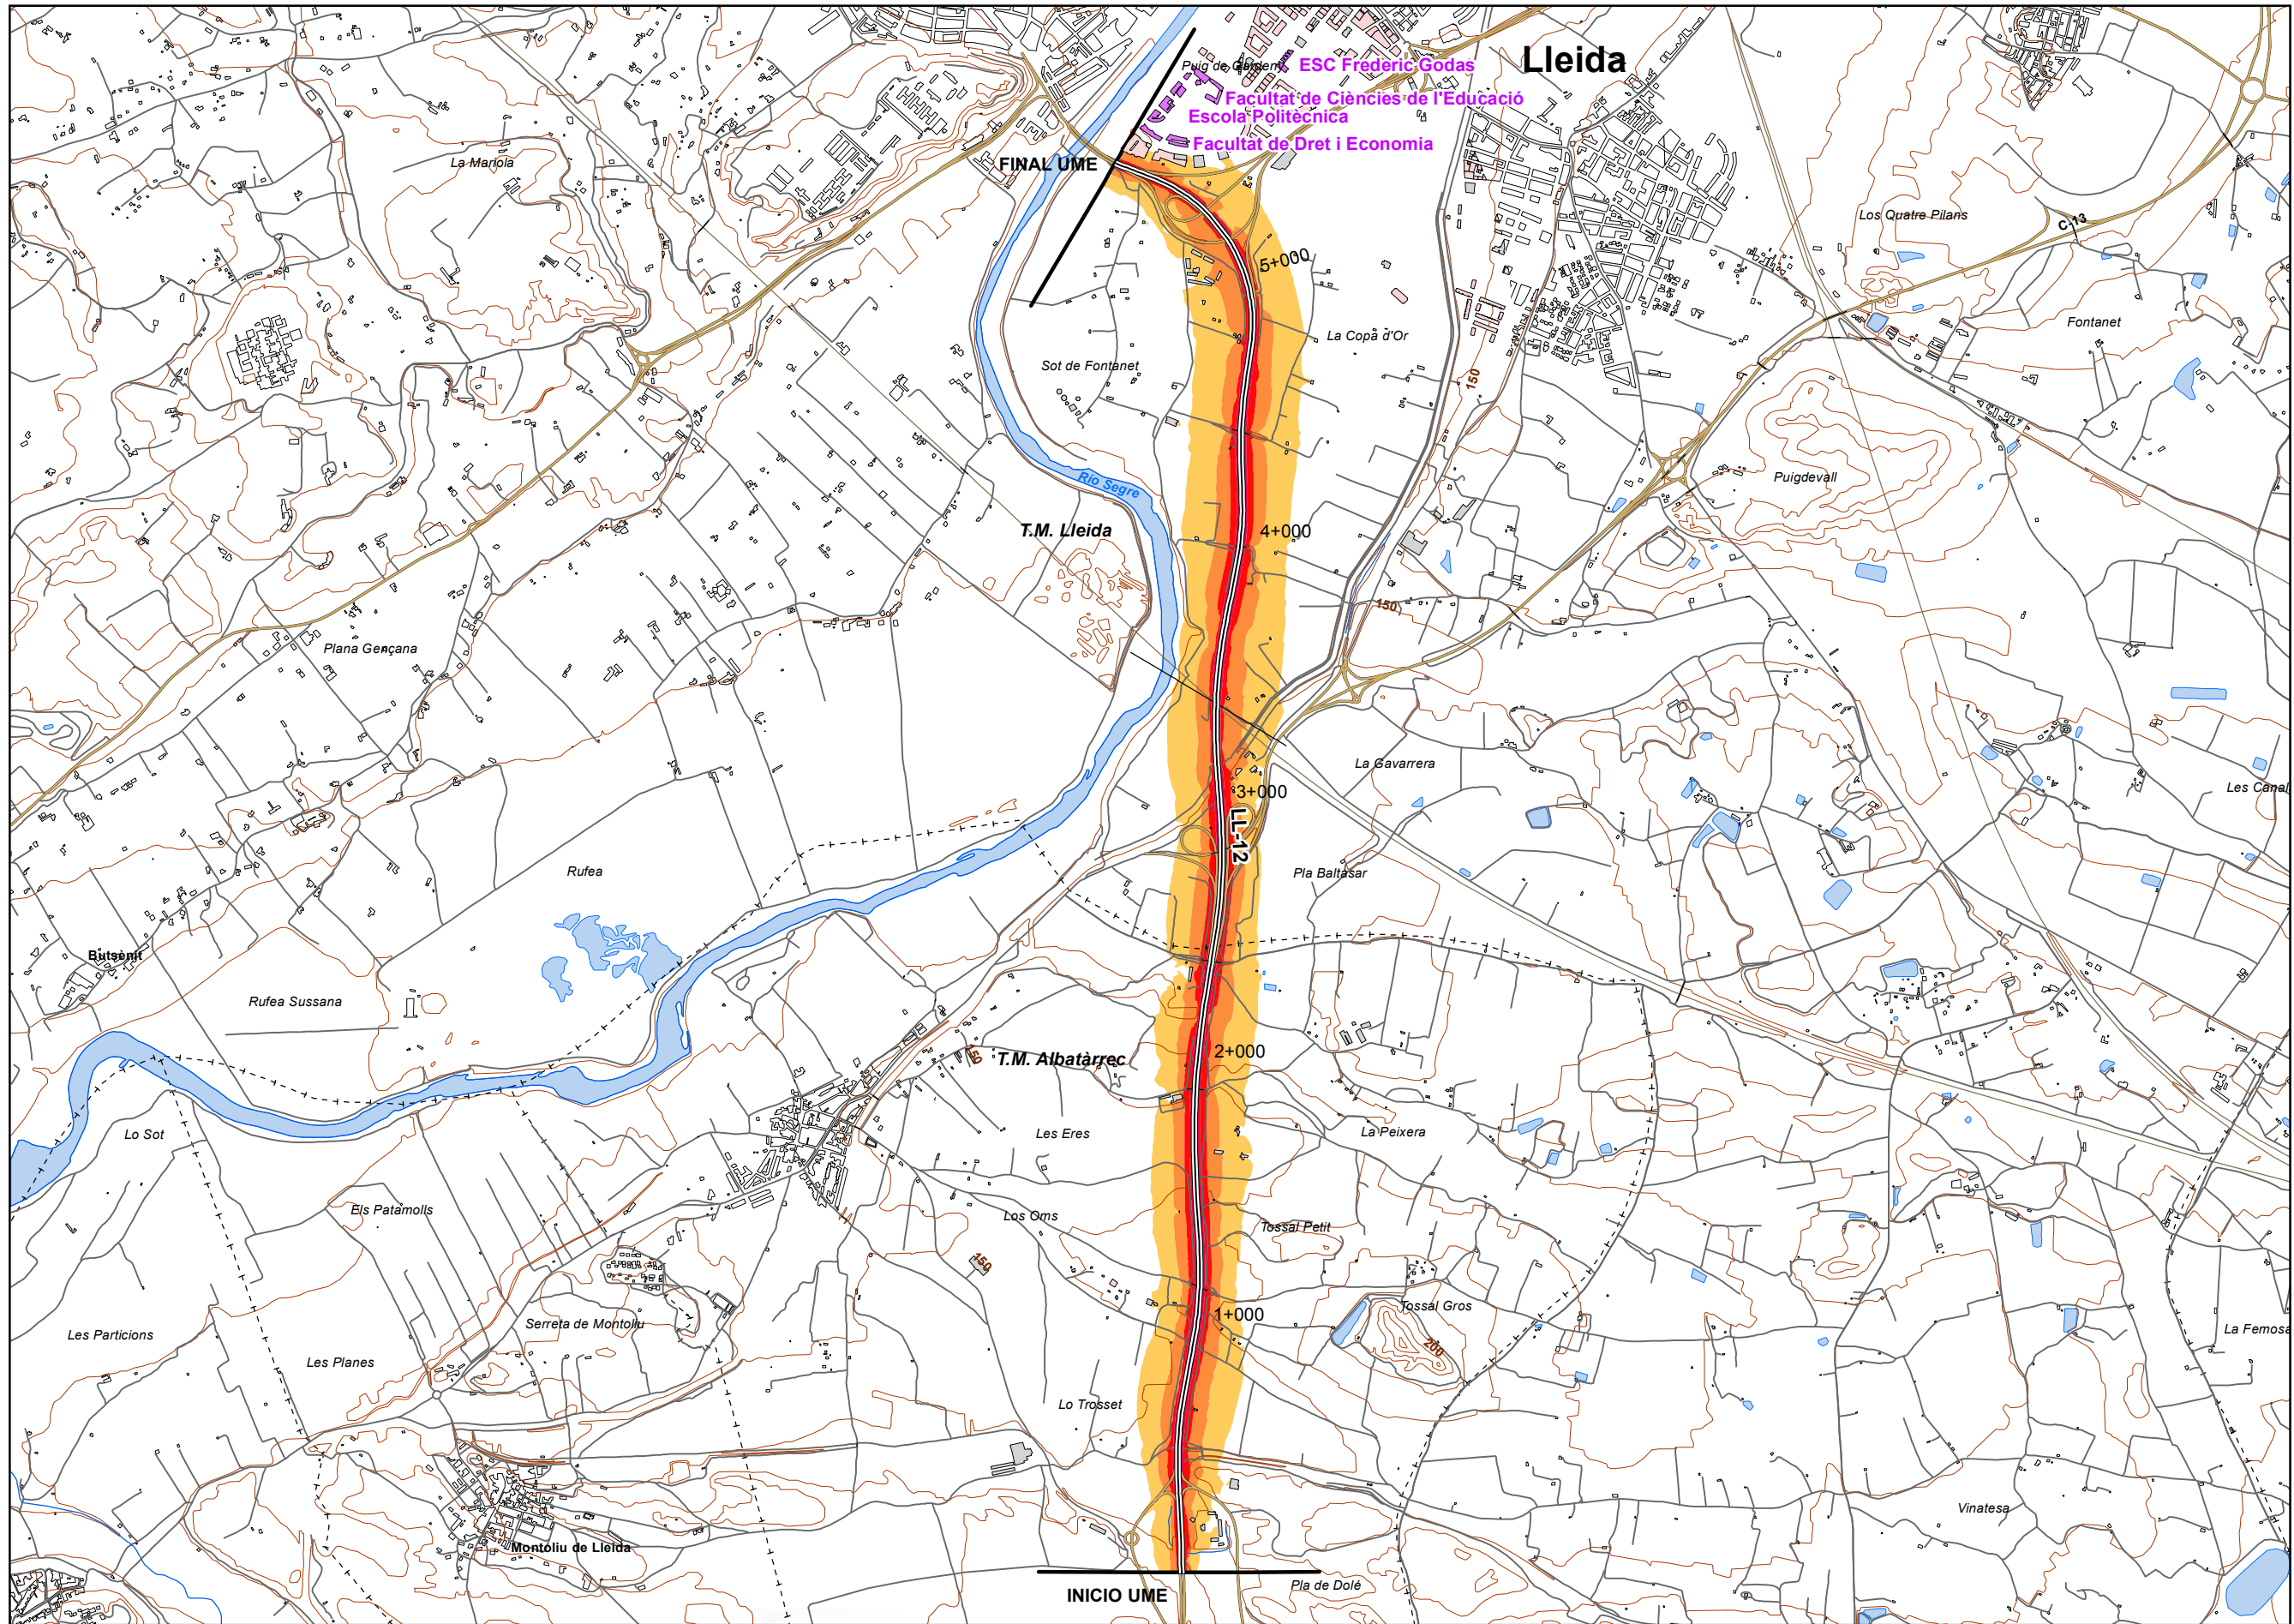 Lleida
Puig de Gardeny
ESC Frederic Godas
Facultat de Ciències de l'Educació
Escola Politècnica
Facultat de Dret i Economia
FINAL UME
La Mariola
Los Quatre Pilans
C-13
5+000
Fontanet
La Copa d'Or
Sot de Fontanet
150
Río Segre
Puigdevall
T.M. Lleida
4+000
150
Plana Gençana
La Gavarrera
3+000
Les Canal
LL-12
Rufea
Pla Baltasar
Butsènit
Rufea Sussana
2+000
T.M. Albatàrrec
150
Lo Sot
Les Eres
La Peixera
Els Patamolls
Los Oms
Tossal Petit
150
Tossal Gros
1+000
Serreta de Montoliu
Les Particions
La Femosa
200
Les Planes
Lo Trosset
Vinatesa
Montoliu de Lleida
Pla de Dolé
INICIO UME